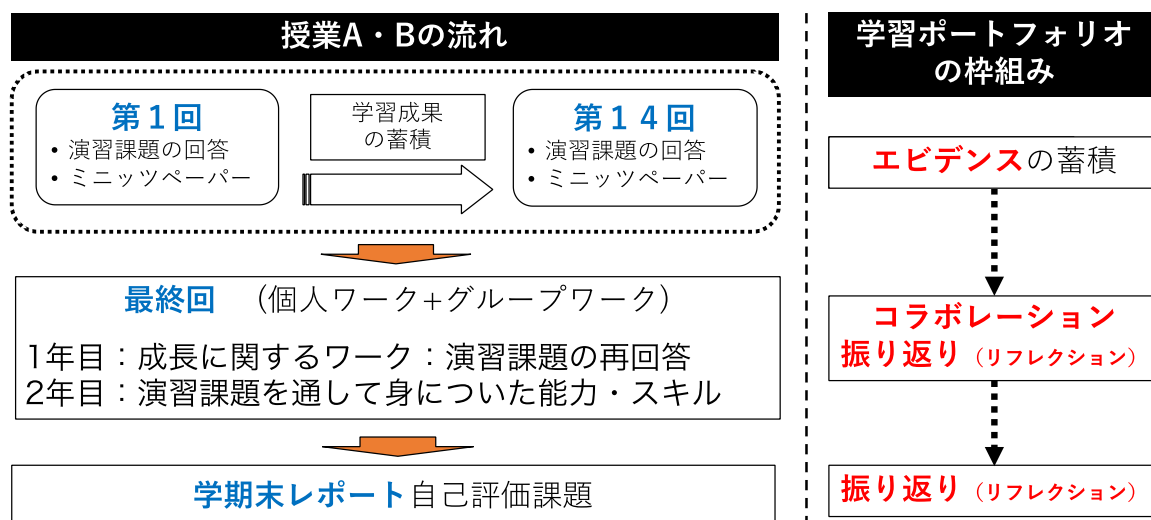 授業A・Bの流れ
第１回
• 演習課題の回答
• ミニッツペーパー
学習成果
の蓄積
第１４回
• 演習課題の回答
• ミニッツペーパー
最終回 （個人ワーク+グループワーク）
1年目：成長に関するワーク：演習課題の再回答
2年目：演習課題を通して身についた能力・スキル
学期末レポート自己評価課題
学習ポートフォリオ
の枠組み
エビデンスの蓄積
コラボレーション
振り返り（リフレクション）
振り返り（リフレクション）